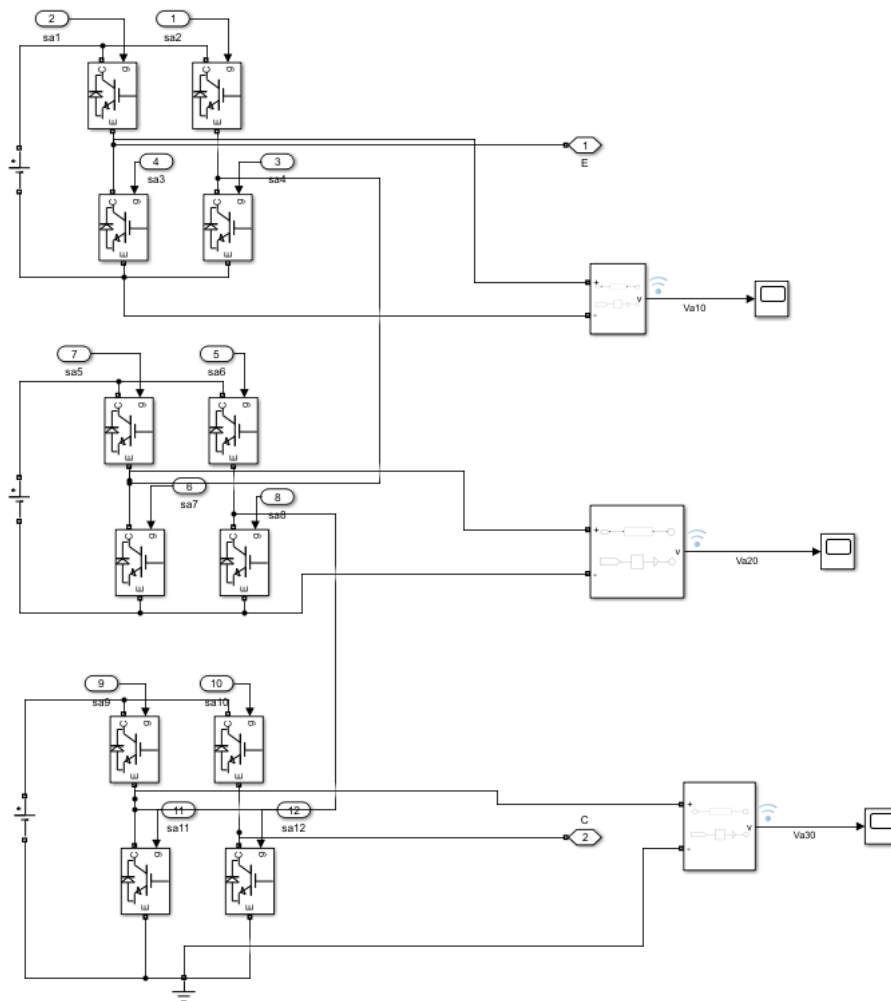 2 1
sa1 sa2
C g C g
E E
4 3
1
sa3 sa4
E
C g C g
E E
+
v
-
Va10
7 5
sa5 sa6
C g C g
E E
6 8
sa7 sa8
C g C g
+
v
-
Va20
E E
9 10
sa9 sa10
C g C g
E E
+
11 12
C
v
-
sa11 sa12
2
Va30
C g C g
E E